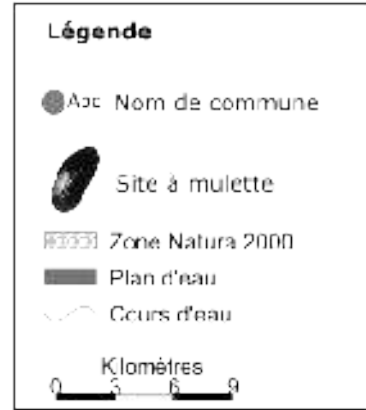 Légende
Abc Nom de commune
Site à mulette
Zone Natura 2000
Plan d'eau
Cours d'eau
Kilomètres
0 3 6 9